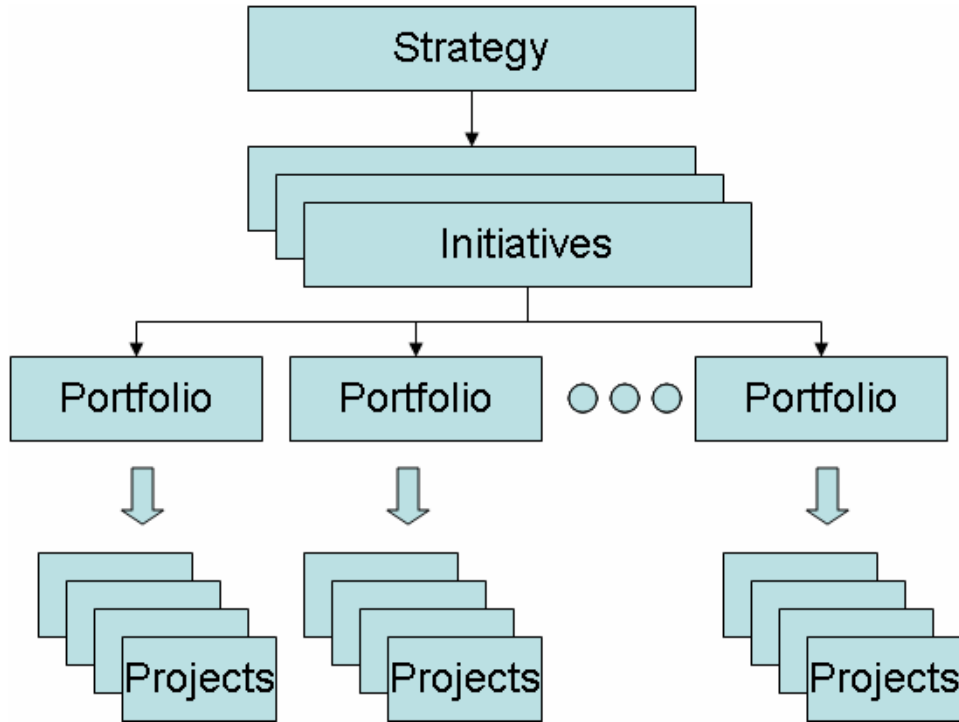 Strategy
Initiatives
Portfolio
Portfolio
Portfolio
Projects
Projects
Projects